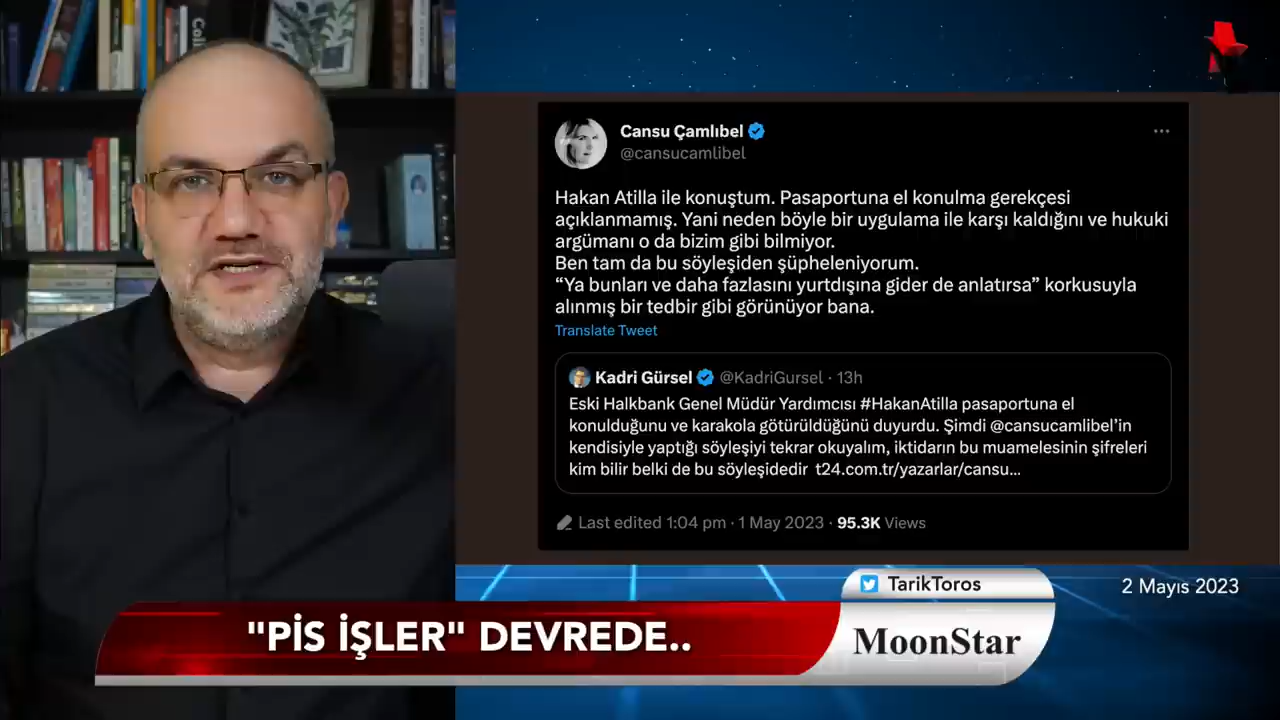 Cansu Çamlıbel
@cansucamlibel
Hakan Atilla ile konuştum. Pasaportuna el konulma gerekçesi
açıklanmamış. Yani neden böyle bir uygulama ile karşı kaldığını ve hukuki
argümanı o da bizim gibi bilmiyor.
Ben tam da bu söyleşiden şüpheleniyorum.
“Ya bunları ve daha fazlasını yurtdışına gider de anlatırsa” korkusuyla
alınmış bir tedbir gibi görünüyor bana.
Translate Tweet
Kadri Gürsel @KadriGursel · 13h
Eski Halkbank Genel Müdür Yardımcısı #HakanAtilla pasaportuna el
konulduğunu ve karakola götürüldüğünü duyurdu. Şimdi @cansucamlibel’in
kendisiyle yaptığı söyleşiyi tekrar okuyalım, iktidarın bu muamelesinin şifreleri
kim bilir belki de bu söyleşidedir t24.com.tr/yazarlar/cansu...
Last edited 1:04 pm · 1 May 2023 · 95.3K Views
TarikToros
2 Mayıs 2023
"PİS İŞLER" DEVREDE..
MoonStar